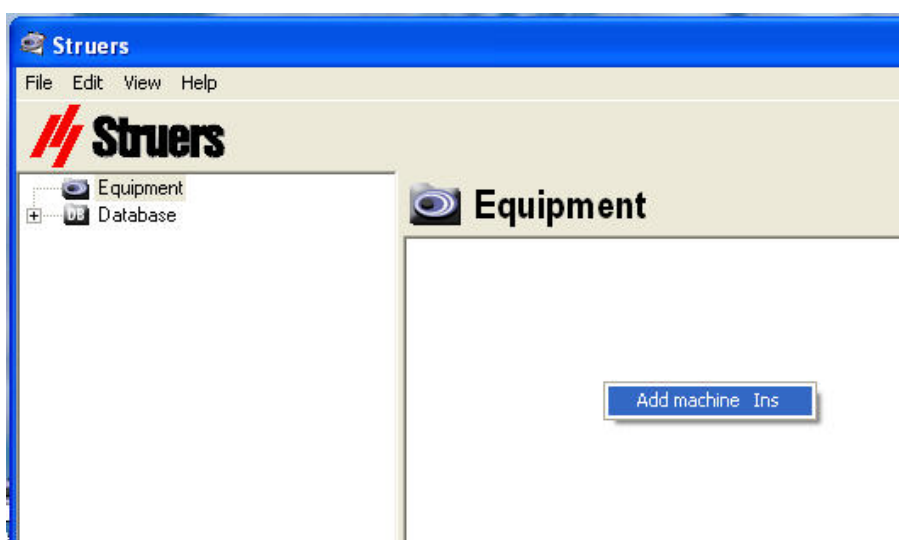 Struers
File Edit View Help
Struers
Equipment
DB Database
Equipment
Add machine Ins